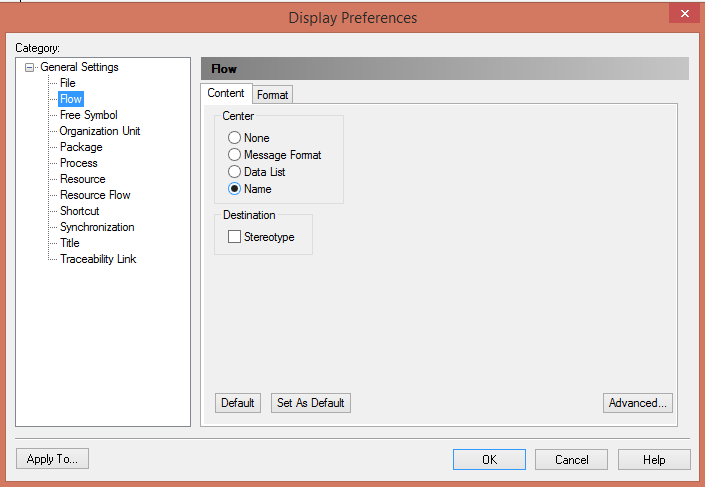 Display Preferences
Category:
General Settings
File
Flow
Free Symbol
Organization Unit
Package
Process
Resource
Resource Flow
Shortcut
Synchronization
Title
Traceability Link
Flow
Content Format
Center
None
Message Format
Data List
Name
Destination
Stereotype
Default Set As Default Advanced...
Apply To... OK Cancel Help